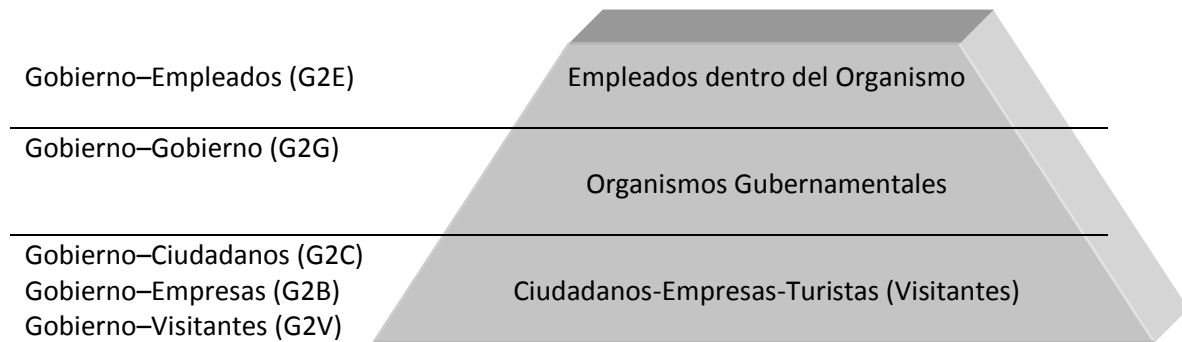 Gobierno–Empleados (G2E)
Empleados dentro del Organismo
Gobierno–Gobierno (G2G)
Organismos Gubernamentales
Gobierno–Ciudadanos (G2C)
Gobierno–Empresas (G2B)
Ciudadanos-Empresas-Turistas (Visitantes)
Gobierno–Visitantes (G2V)